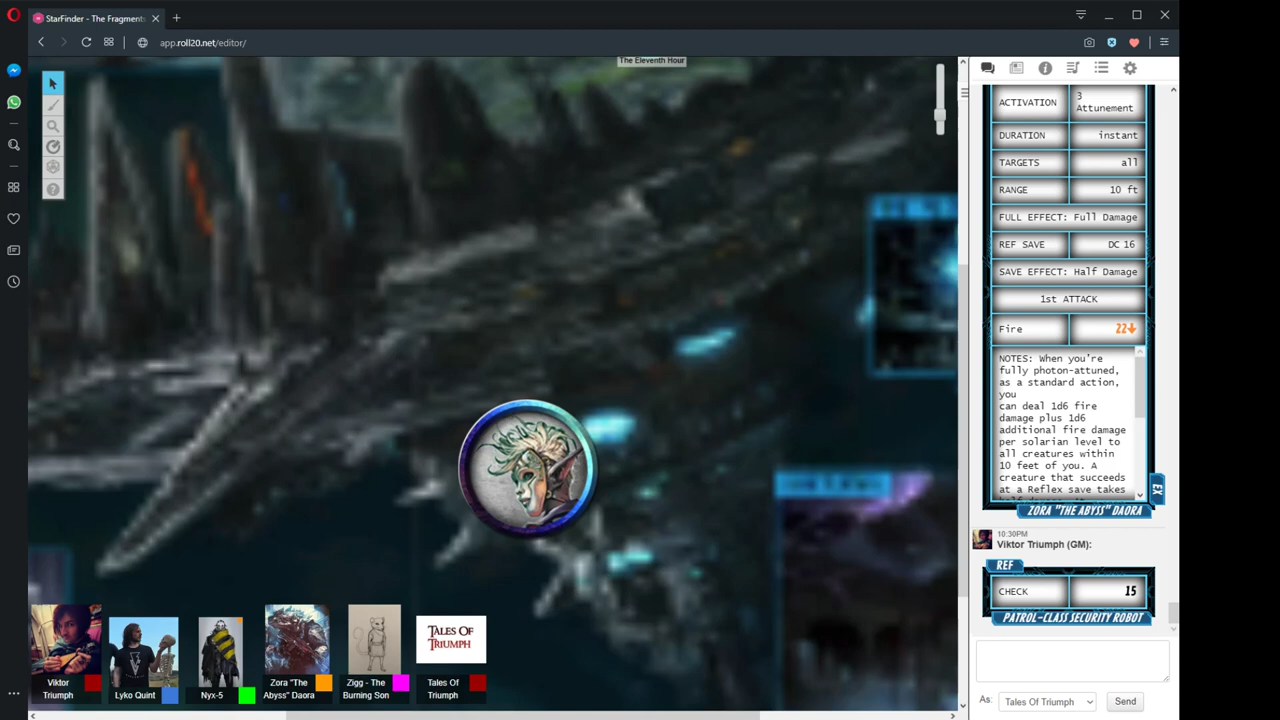 StarFinder - The Fragments
app.roll20.net/editor/
The Eleventh Hour
ACTIVATION
3
Attunement
DURATION
instant
TARGETS
all
RANGE
10 ft
FULL EFFECT: Full Damage
REF SAVE
DC 16
SAVE EFFECT: Half Damage
1st ATTACK
Fire
22
NOTES: When you're
fully photon-attuned,
as a standard action,
you
can deal 1d6 fire
damage plus 1d6
additional fire damage
per solarian level to
all creatures within
10 feet of you. A
creature that succeeds
at a Reflex save takes
EX
ZORA "THE ABYSS" DAORA
10:30PM
Viktor Triumph (GM):
REF
CHECK
15
PATROL-CLASS SECURITY ROBOT
As:
Tales Of Triumph
Send
Viktor
Triumph
Lyko Quint
Nyx-5
Zora "The
Abyss" Daora
Zigg - The
Burning Son
TALES OF
TRIUMPH
Tales Of
Triumph